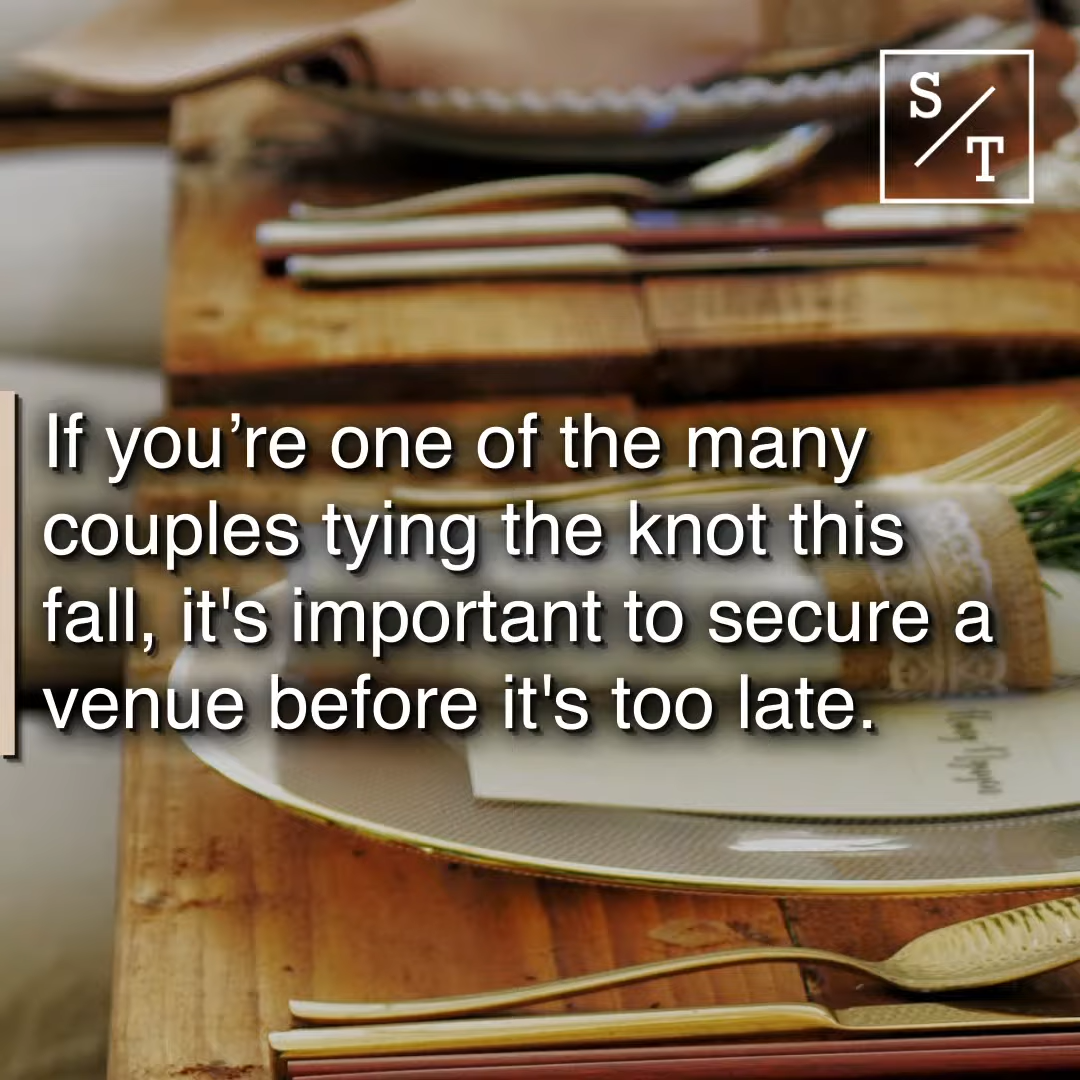 S
T
If you’re one of the many
couples tying the knot this
fall, it's important to secure a
venue before it's too late.